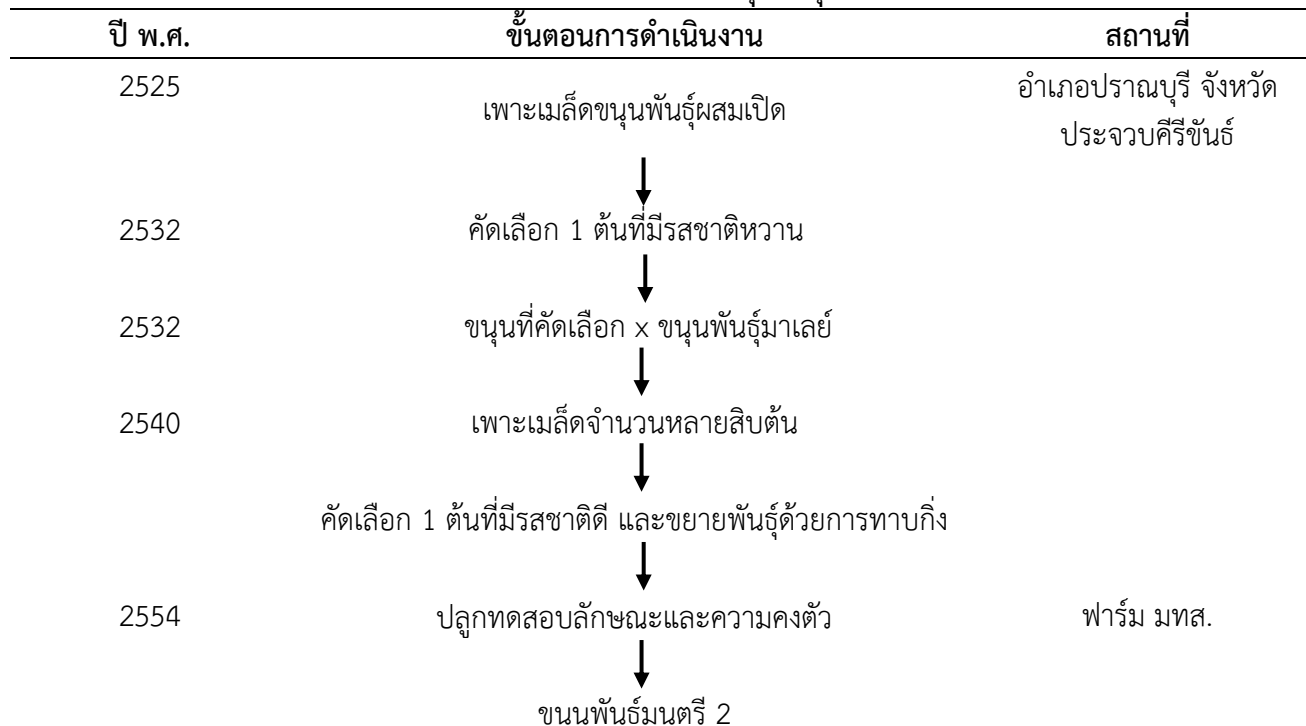 ปี พ.ศ. ขั้นตอนการดำเนินงาน สถานที่
2525 เพาะเมล็ดขนุนพันธุ์ผสมเปิด อำเภอปราณบุรี จังหวัด
ประจวบคีรีขันธ์
2532 คัดเลือก 1 ต้นที่มีรสชาติหวาน
2532 ขนุนที่คัดเลือก x ขนุนพันธุ์มาเลย์
2540 เพาะเมล็ดจำนวนหลายสิบต้น
คัดเลือก 1 ต้นที่มีรสชาติดี และขยายพันธุ์ด้วยการทาบกิ่ง
2554 ปลูกทดสอบลักษณะและความคงตัว ฟาร์ม มทส.
ขนุนพันธุ์มนตรี 2